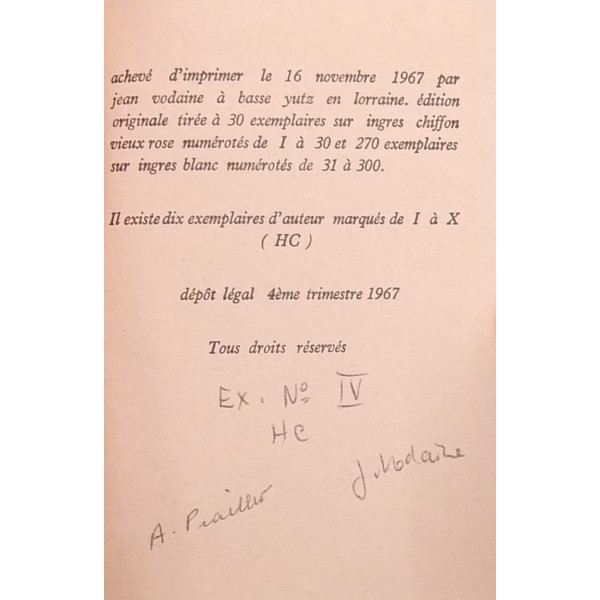 achevé d'imprimer le 16 novembre 1967 par
jean vodaine à basse yutz en lorraine. édition
originale tirée à 30 exemplaires sur ingres chiffon
vieux rose numérotés de I à 30 et 270 exemplaires
sur ingres blanc numérotés de 31 à 300.
Il existe dix exemplaires d'auteur marqués de I à X
( HC )
dépôt légal 4ème trimestre 1967
Tous droits réservés
Ex. Nº IV
HC
J Vodaine
A.